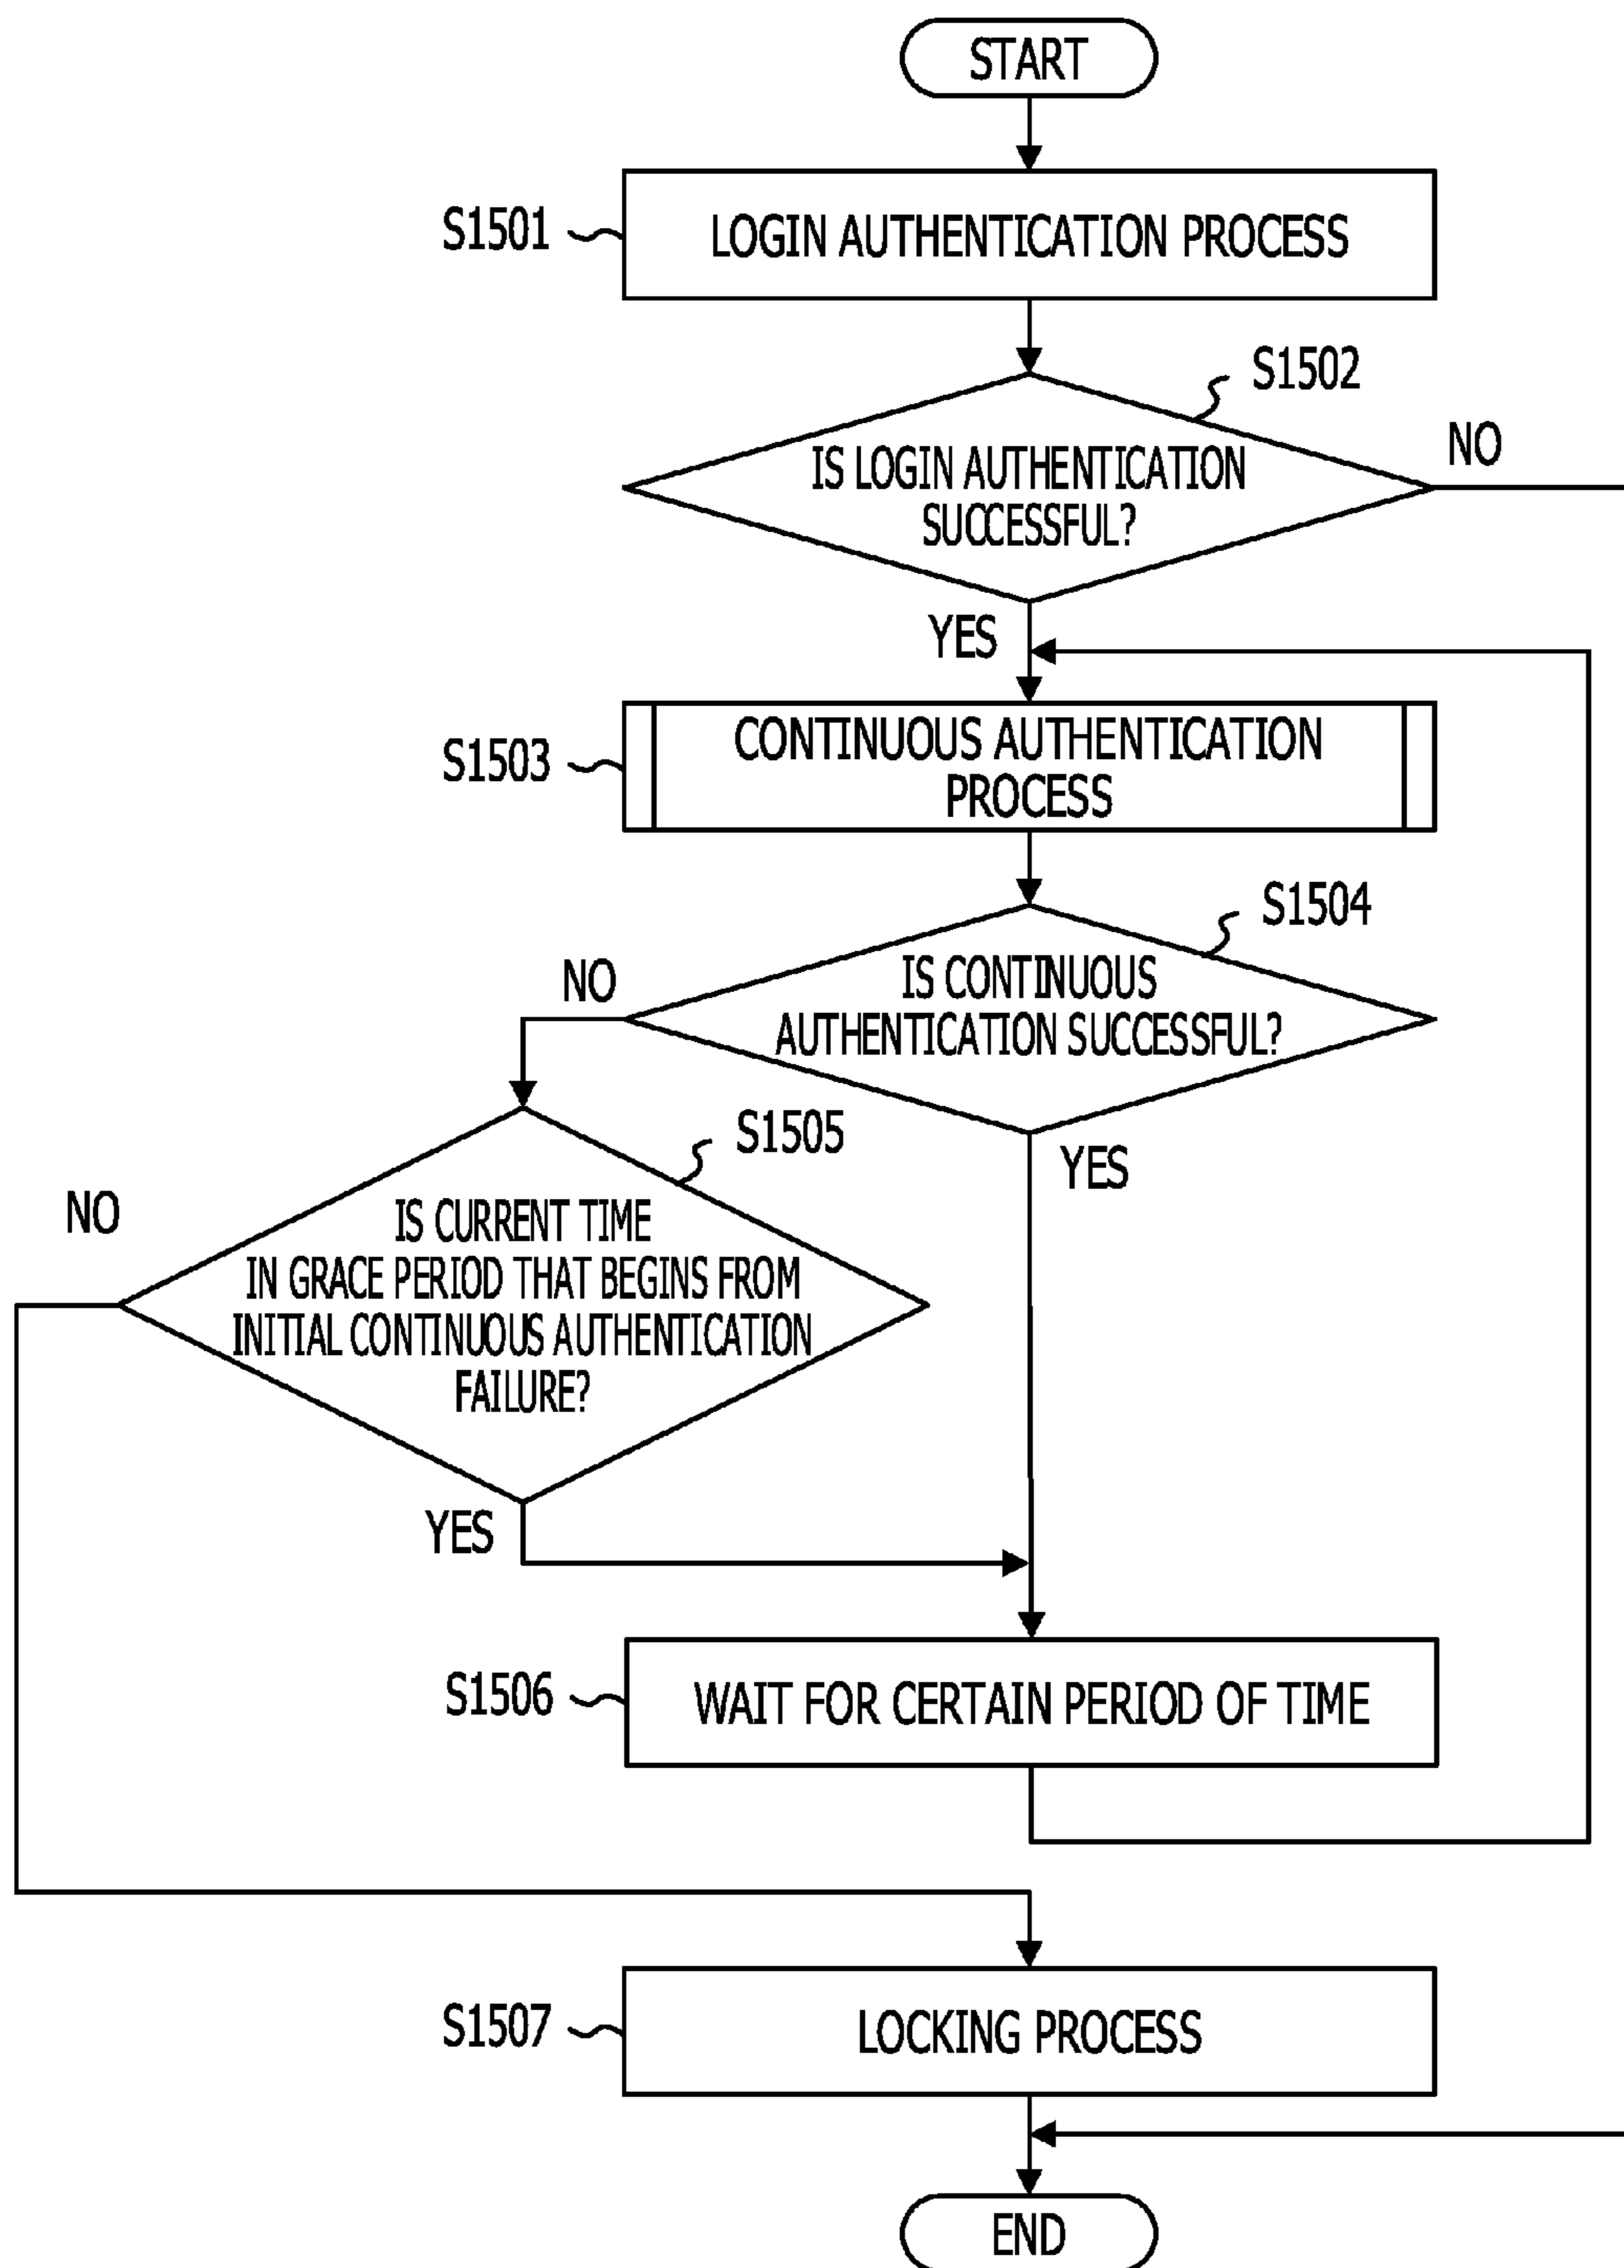 START
S1501
LOGIN AUTHENTICATION PROCESS
S1502
IS LOGIN AUTHENTICATION
SUCCESSFUL?
NO
YES
S1503
CONTINUOUS AUTHENTICATION
PROCESS
S1504
IS CONTINUOUS
AUTHENTICATION SUCCESSFUL?
NO
YES
S1505
IS CURRENT TIME
IN GRACE PERIOD THAT BEGINS FROM
INITIAL CONTINUOUS AUTHENTICATION
FAILURE?
NO
YES
S1506
WAIT FOR CERTAIN PERIOD OF TIME
S1507
LOCKING PROCESS
END